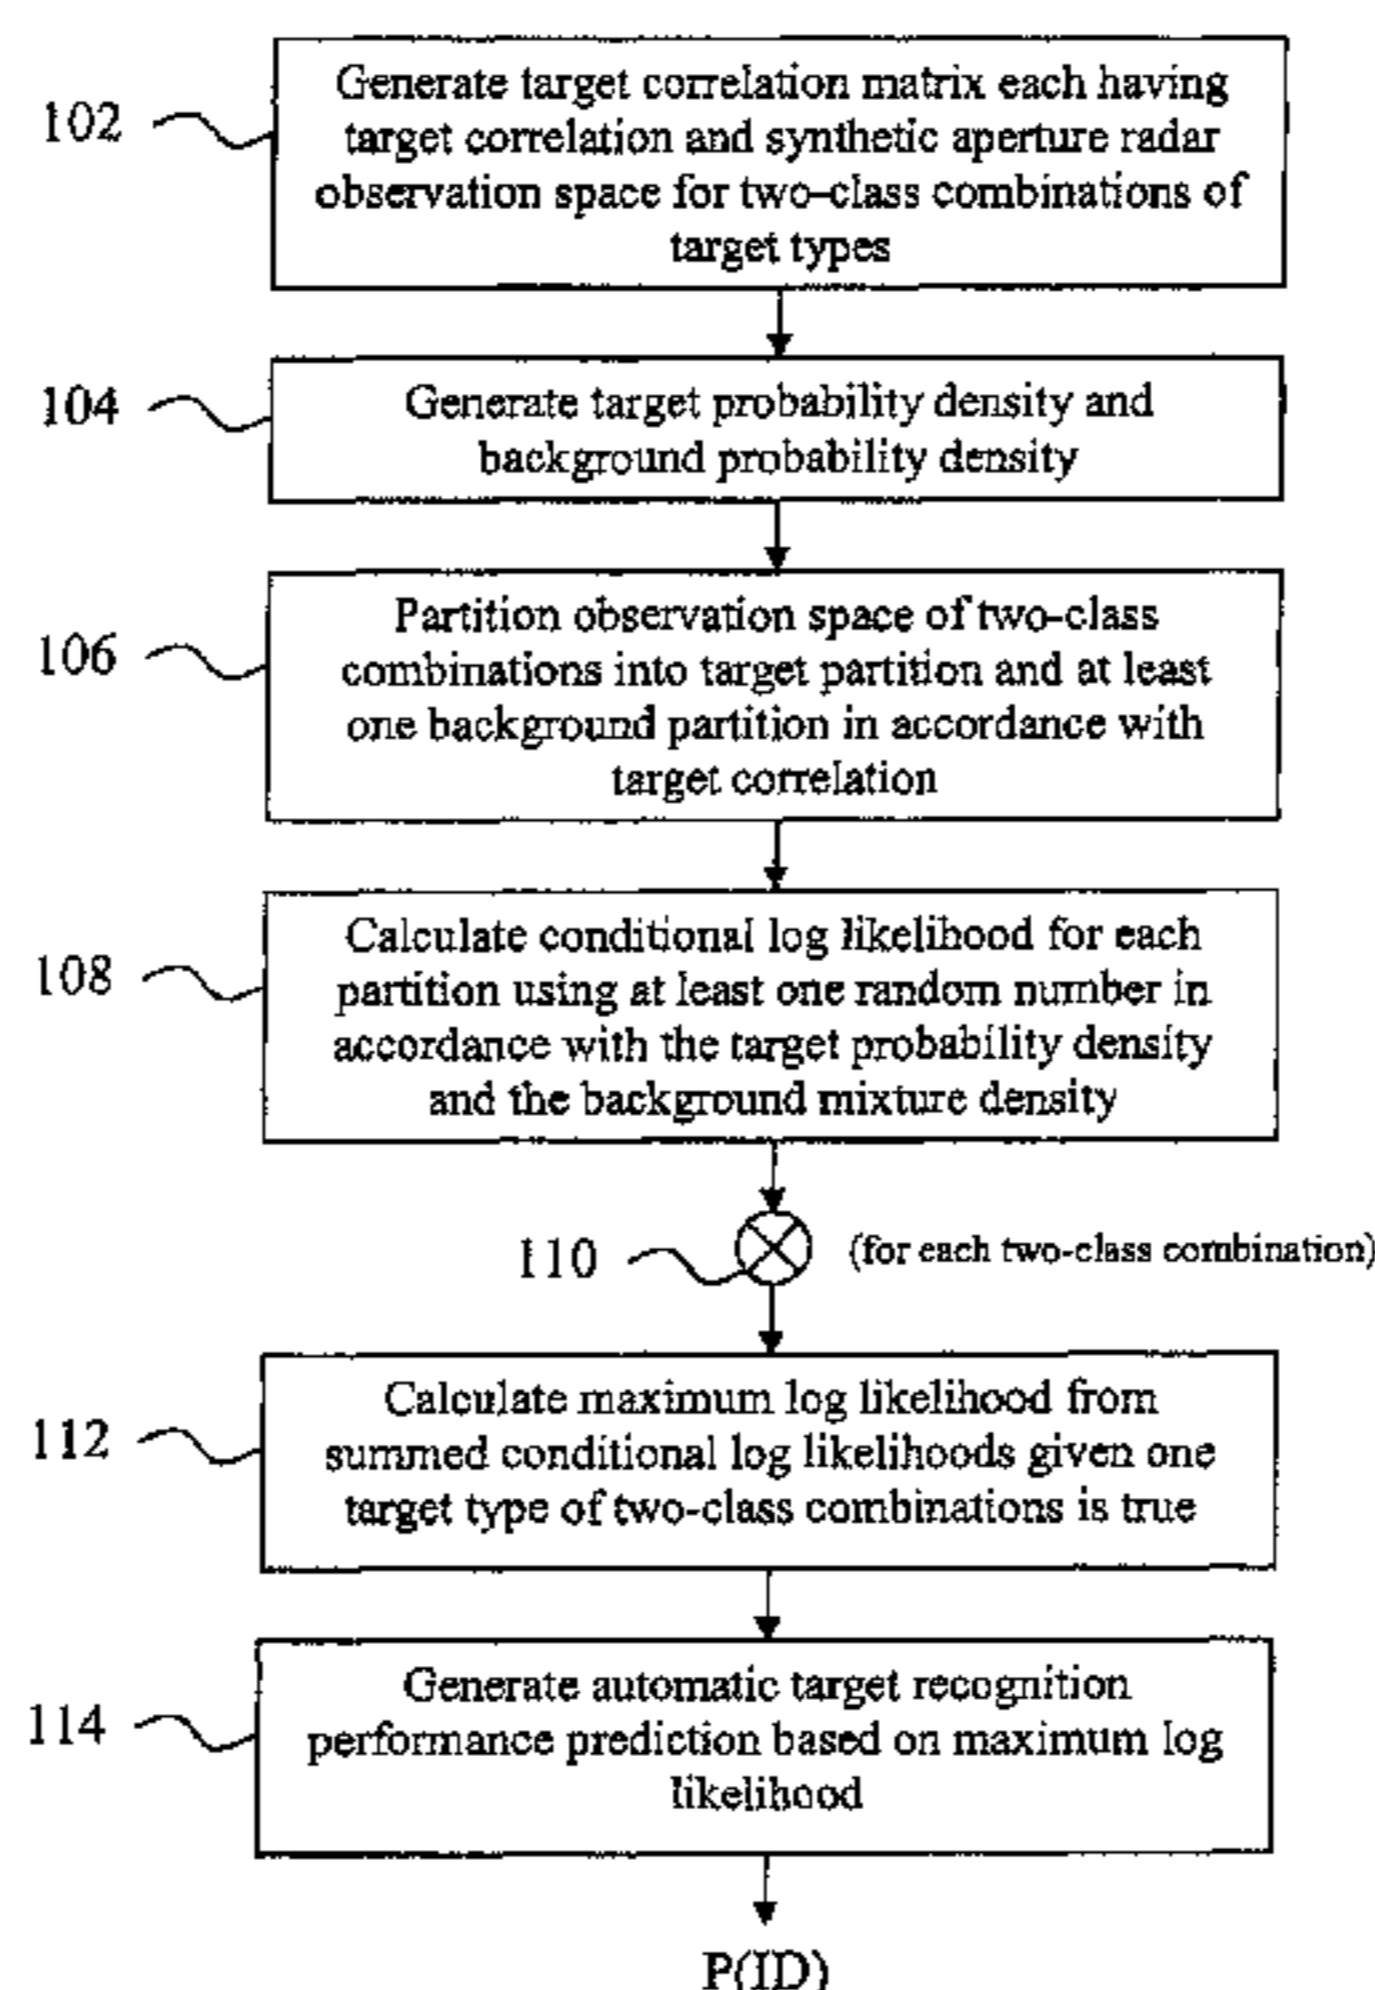 102
Generate target correlation matrix each having
target correlation and synthetic aperture radar
observation space for two-class combinations of
target types
104
Generate target probability density and
background probability density
106
Partition observation space of two-class
combinations into target partition and at least
one background partition in accordance with
target correlation
108
Calculate conditional log likelihood for each
partition using at least one random number in
accordance with the target probability density
and the background mixture density
110
(for each two-class combination)
112
Calculate maximum log likelihood from
summed conditional log likelihoods given one
target type of two-class combinations is true
114
Generate automatic target recognition
performance prediction based on maximum log
likelihood
P(ID)